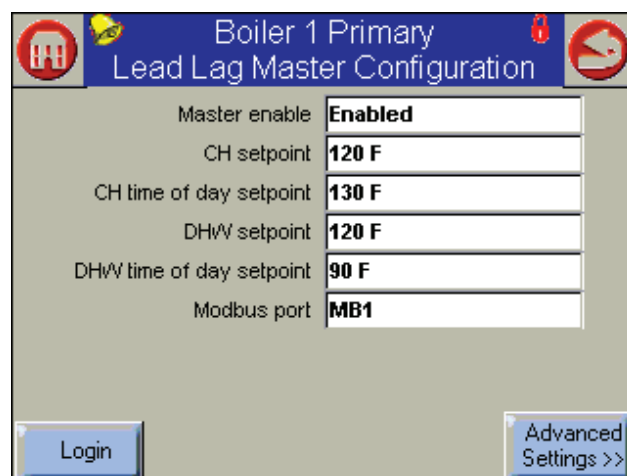 Boiler 1 Primary
Lead Lag Master Configuration
Master enable Enabled
CH setpoint 120 F
CH time of day setpoint 130 F
DHW setpoint 120 F
DHW time of day setpoint 90 F
Modbus port MB1
Login
Advanced
Settings >>